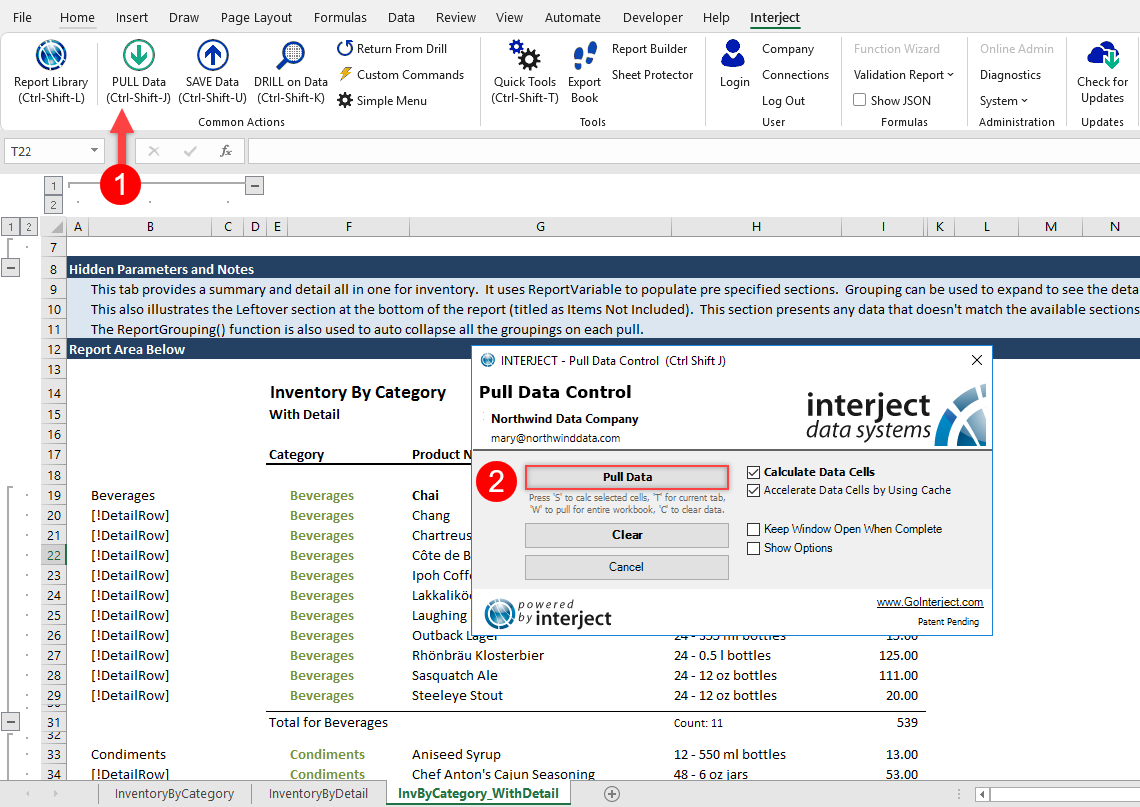 File Home Insert Draw Page Layout Formulas Data Review View Automate Developer Help Interject
Report Library (Ctrl-Shift-L)
PULL Data (Ctrl-Shift-J)
SAVE Data (Ctrl-Shift-U)
DRILL on Data (Ctrl-Shift-K)
Return From Drill
Custom Commands
Simple Menu
Common Actions
Quick Tools (Ctrl-Shift-T)
Export Book
Report Builder
Sheet Protector
Tools
Login
Company
Connections
Log Out
User
Function Wizard
Validation Report
Show JSON
Formulas
Online Admin
Diagnostics
System
Administration
Check for Updates
Updates
1
T22
fx
1
2
1 2 A B C D E F G H I K L M N
7
8 Hidden Parameters and Notes
9 This tab provides a summary and detail all in one for inventory. It uses ReportVariable to populate pre specified sections. Grouping can be used to expand to see the deta
10 This also illustrates the Leftover section at the bottom of the report (titled as Items Not Included). This section presents any data that doesn't match the available sections
11 The ReportGrouping() function is also used to auto collapse all the groupings on each pull.
12 Report Area Below
13
14 Inventory By Category
15 With Detail
16
17 Category Product N
18
19 Beverages Beverages Chai
20 [!DetailRow] Beverages Chang
21 [!DetailRow] Beverages Chartreus
22 [!DetailRow] Beverages Côte de B
23 [!DetailRow] Beverages Ipoh Coff
24 [!DetailRow] Beverages Lakkaliköö
25 [!DetailRow] Beverages Laughing
26 [!DetailRow] Beverages Outback Lager 24 - 355 ml bottles 15.00
27 [!DetailRow] Beverages Rhönbräu Klosterbier 24 - 0.5 l bottles 125.00
28 [!DetailRow] Beverages Sasquatch Ale 24 - 12 oz bottles 111.00
29 [!DetailRow] Beverages Steeleye Stout 24 - 12 oz bottles 20.00
30
31 Total for Beverages Count: 11 539
32
33 Condiments Condiments Aniseed Syrup 12 - 550 ml bottles 13.00
34 [!DetailRow] Condiments Chef Anton's Cajun Seasoning 48 - 6 oz jars 53.00
INTERJECT - Pull Data Control (Ctrl Shift J)
Pull Data Control
Northwind Data Company
mary@northwinddata.com
interject
data systems
2
Pull Data
Press 'S' to calc selected cells, 'T' for current tab,
'W' to pull for entire workbook, 'C' to clear data.
Clear
Cancel
Calculate Data Cells
Accelerate Data Cells by Using Cache
Keep Window Open When Complete
Show Options
powered
by interject
www.GoInterject.com
Patent Pending
InventoryByCategory InventoryByDetail InvByCategory_WithDetail